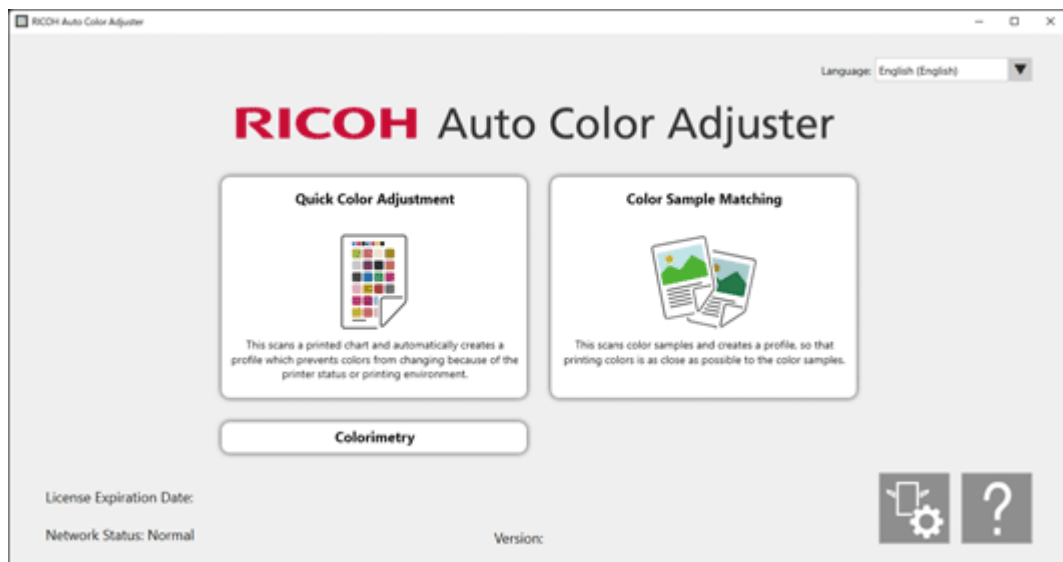 RICOH Auto Color Adjuster
Language: English (English)
RICOH Auto Color Adjuster
Quick Color Adjustment
This scans a printed chart and automatically creates a
profile which prevents colors from changing because of the
printer status or printing environment.
Color Sample Matching
This scans color samples and creates a profile, so that
printing colors is as close as possible to the color samples.
Colorimetry
License Expiration Date:
Network Status: Normal
Version:
?